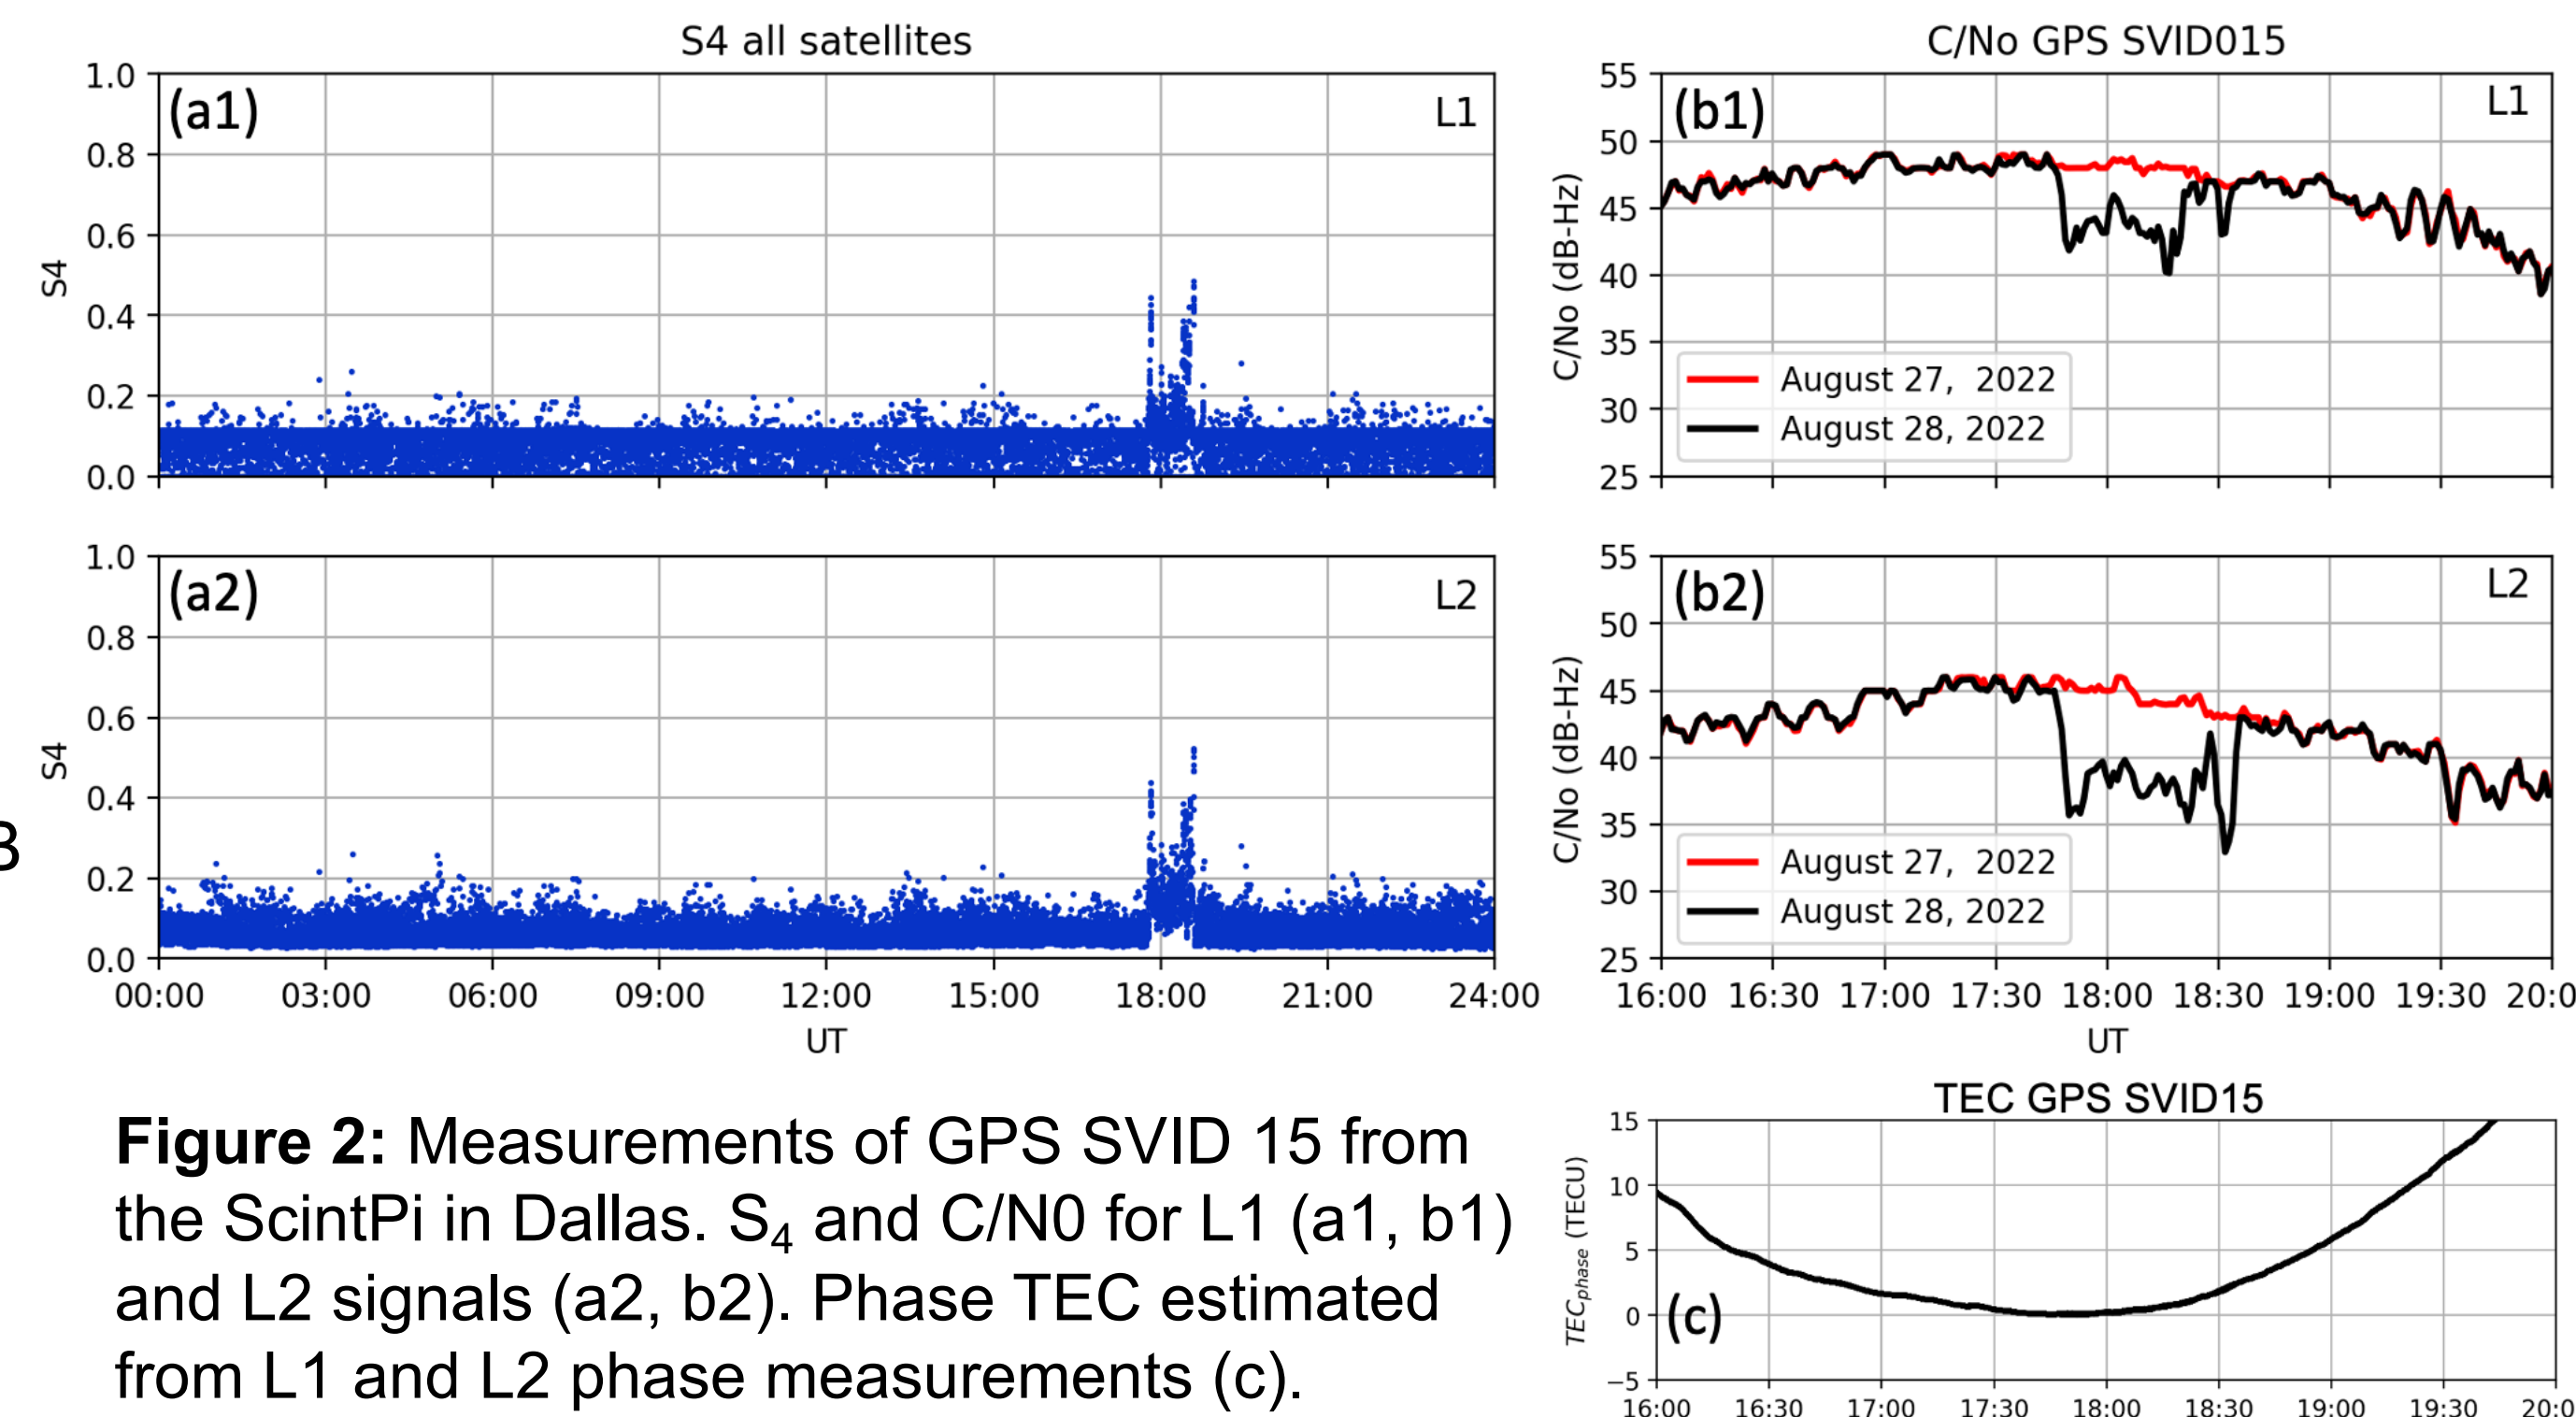 S4 all satellites
C/No GPS SVID015
1.0
0.8
0.6
0.4
0.2
0.0
S4
(a1)
L1
55
50
45
40
35
30
25
C/No (dB-Hz)
(b1)
L1
August 27, 2022
August 28, 2022
1.0
0.8
0.6
0.4
0.2
0.0
S4
(a2)
L2
00:00 03:00 06:00 09:00 12:00 15:00 18:00 21:00 24:00
UT
55
50
45
40
35
30
25
C/No (dB-Hz)
(b2)
L2
August 27, 2022
August 28, 2022
16:00 16:30 17:00 17:30 18:00 18:30 19:00 19:30 20:0
UT
Figure 2: Measurements of GPS SVID 15 from
the ScintPi in Dallas. S4 and C/N0 for L1 (a1, b1)
and L2 signals (a2, b2). Phase TEC estimated
from L1 and L2 phase measurements (c).
TEC GPS SVID15
15
10
5
0
−5
TECphase (TECU)
(c)
16:00 16:30 17:00 17:30 18:00 18:30 19:00 19:30 20:0